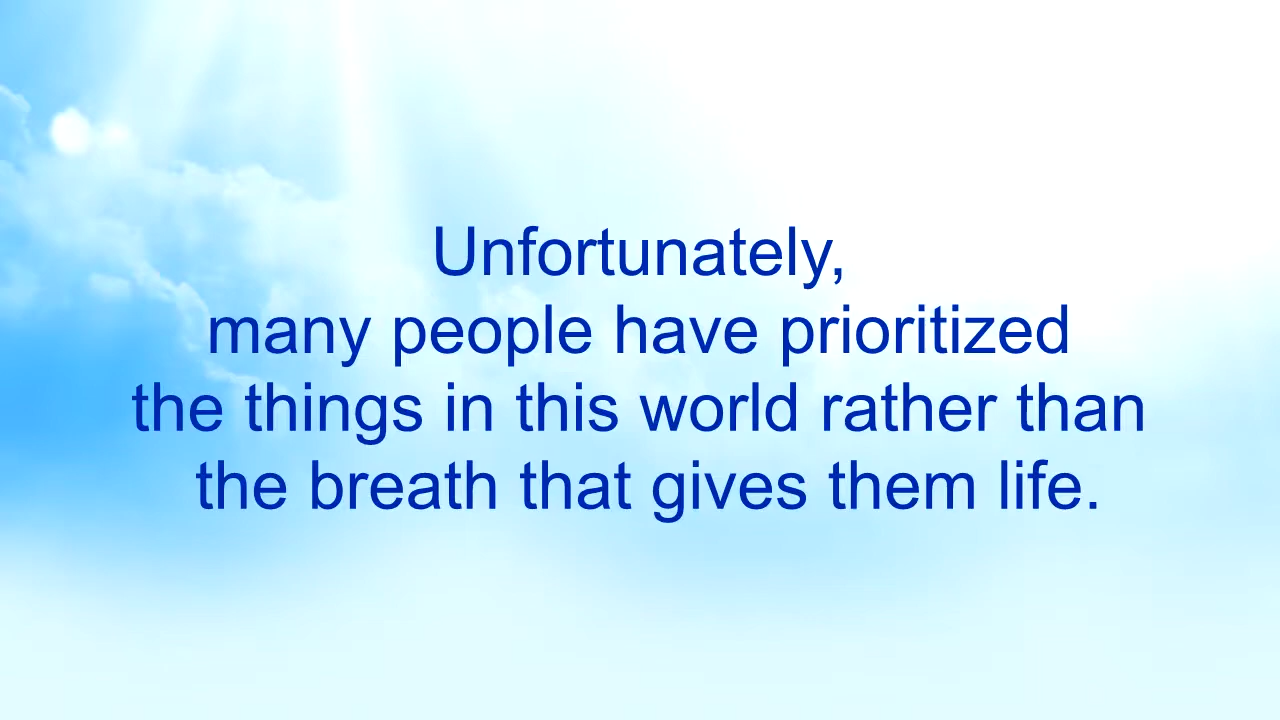 Unfortunately,
many people have prioritized
the things in this world rather than
the breath that gives them life.